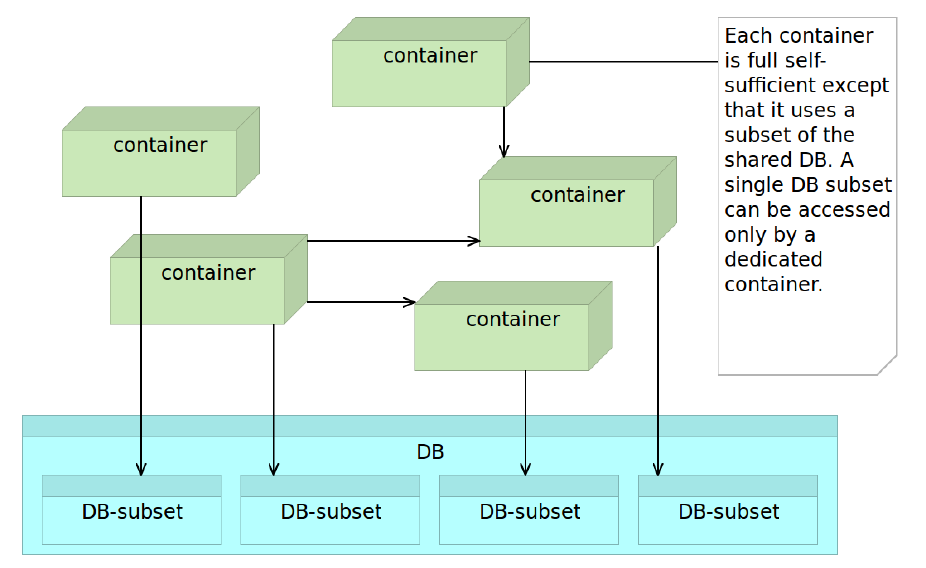 container
Each container
is full self-
sufficient except
that it uses a
subset of the
shared DB. A
single DB subset
can be accessed
only by a
dedicated
container.
container
container
container
container
DB
DB-subset
DB-subset
DB-subset
DB-subset